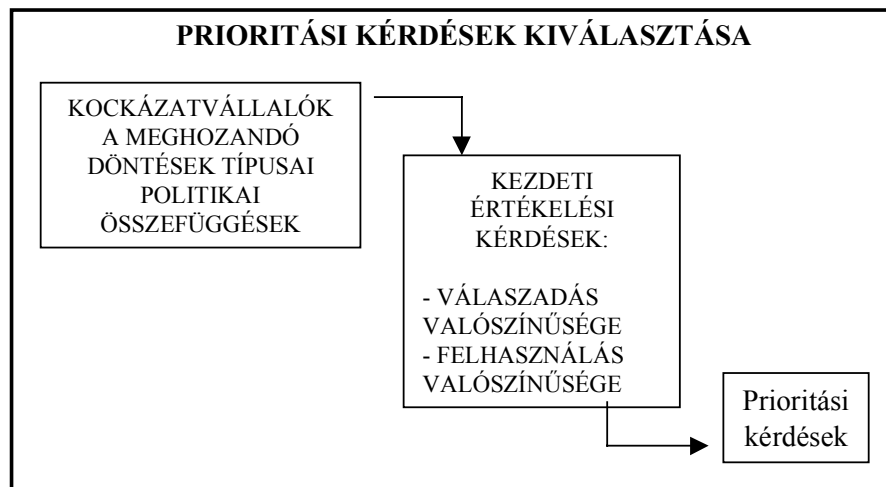 PRIORITÁSI KÉRDÉSEK KIVÁLASZTÁSA
KOCKÁZATVÁLLALÓK
A MEGHOZANDÓ
DÖNTÉSEK TÍPUSAI
POLITIKAI
ÖSSZEFÜGGÉSEK
KEZDETI
ÉRTÉKELÉSI
KÉRDÉSEK:
- VÁLASZADÁS
VALÓSZÍNŰSÉGE
- FELHASZNÁLÁS
VALÓSZÍNŰSÉGE
Prioritási
kérdések